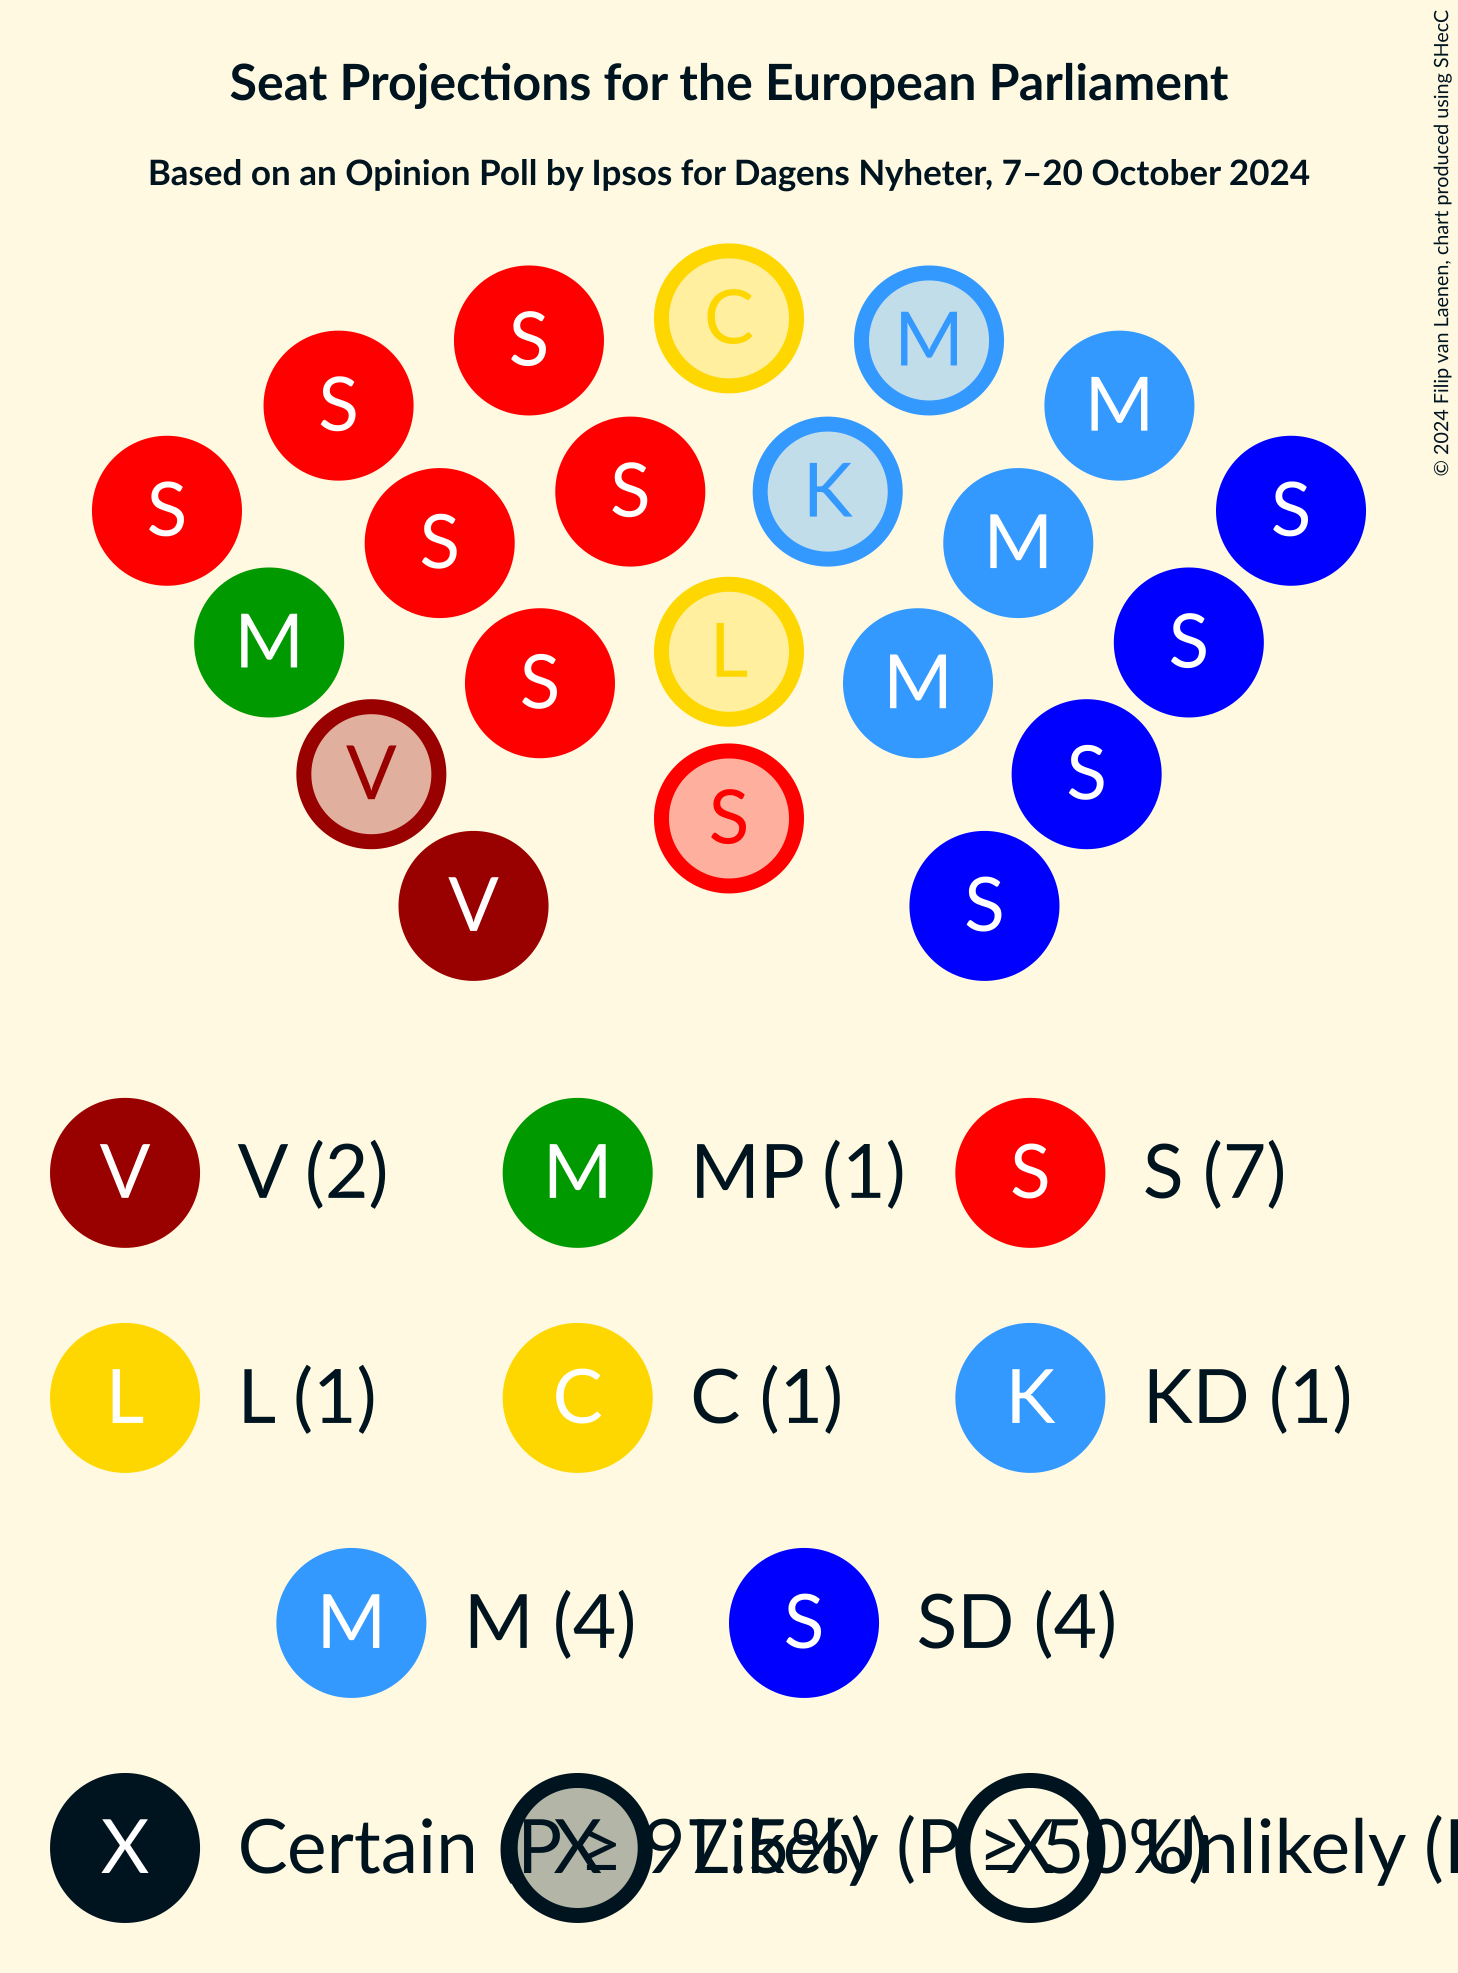 Seat Projections for the European Parliament
Based on an Opinion Poll by Ipsos for Dagens Nyheter, 7–20 October 2024
© 2024 Filip van Laenen, chart produced using SHecC
C
S M
S M
S S
S K
S M
M S
L
S M
V S
S
V S
V V (2) M MP (1) S S (7)
L L (1) C C (1) K KD (1)
M M (4) S SD (4)
X Certain (P ≥ 97.5%) X Likely (P ≥ 50%) X Unlikely (